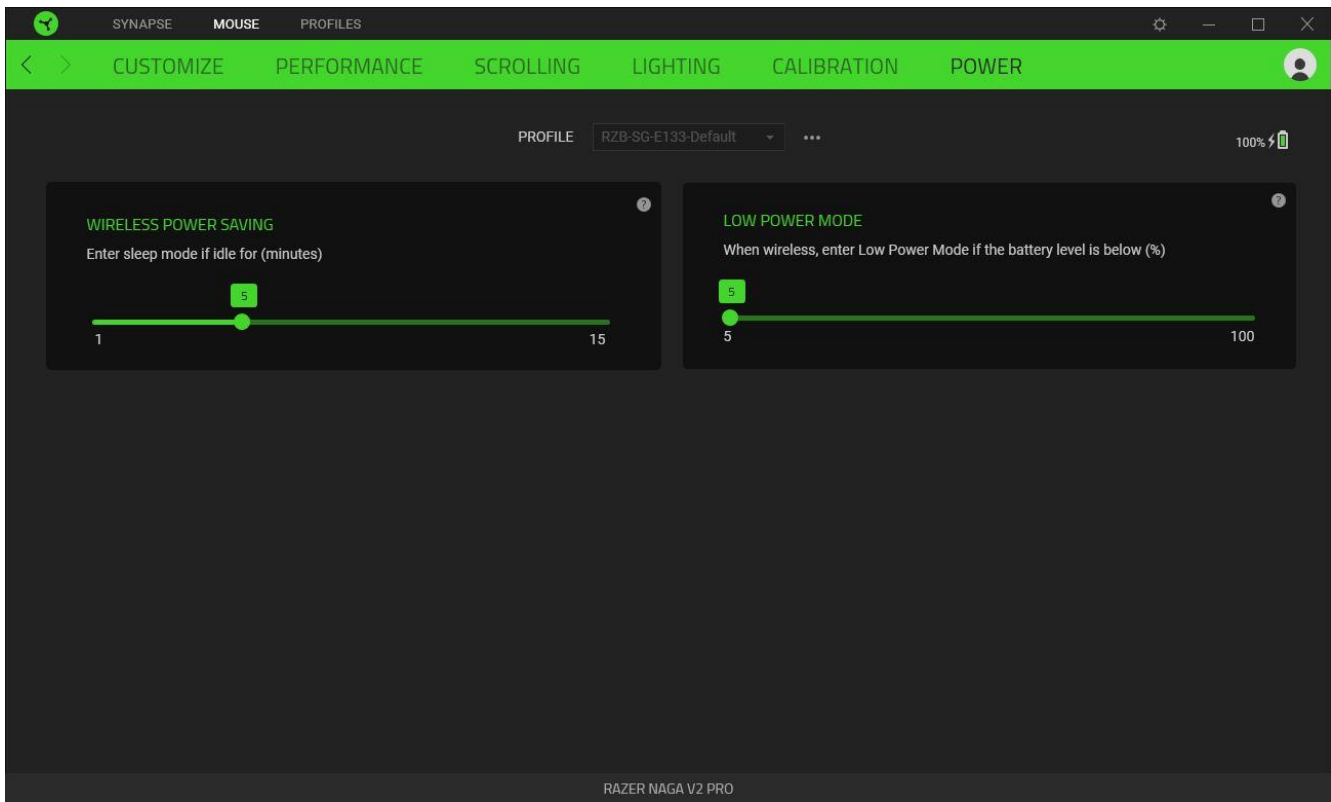 SYNAPSE MOUSE PROFILES
CUSTOMIZE PERFORMANCE SCROLLING LIGHTING CALIBRATION POWER
PROFILE RZB-SG-E133-Default •••
100%
WIRELESS POWER SAVING
?
Enter sleep mode if idle for (minutes)
5
1 15
LOW POWER MODE
?
When wireless, enter Low Power Mode if the battery level is below (%)
5
5 100
RAZER NAGA V2 PRO